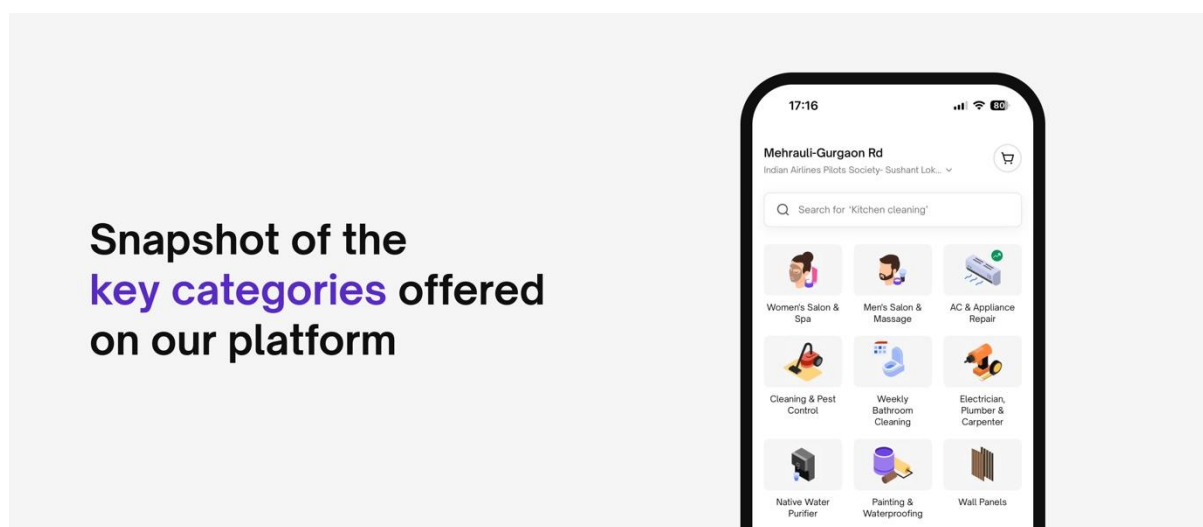 Snapshot of the
key categories offered
on our platform
17:16
80
Mehrauli-Gurgaon Rd
Indian Airlines Pilots Society- Sushant Lok...
Search for 'Kitchen cleaning'
Women's Salon &
Spa
Men's Salon &
Massage
AC & Appliance
Repair
Cleaning & Pest
Control
Weekly
Bathroom
Cleaning
Electrician,
Plumber &
Carpenter
Native Water
Purifier
Painting &
Waterproofing
Wall Panels